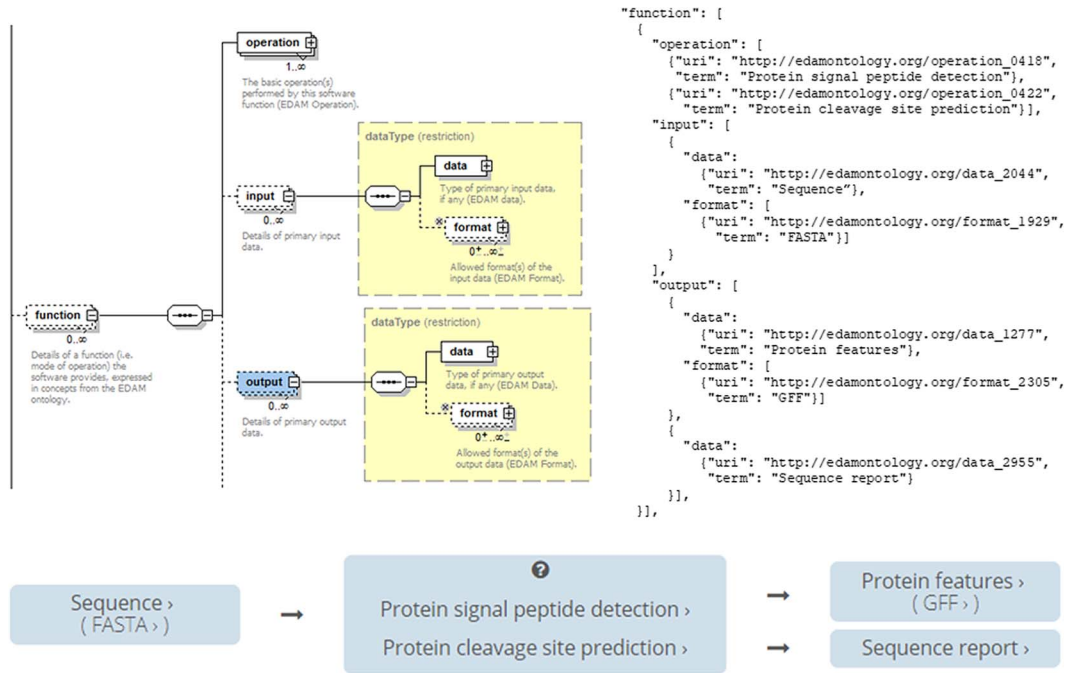 operation
1..∞
The basic operation(s)
performed by this software
function (EDAM Operation).
dataType (restriction)
data
Type of primary input data,
if any (EDAM data).
input
0..∞
Details of primary input
data.
format
0..∞
Allowed format(s) of the
input data (EDAM Format).
function
0..∞
Details of a function (i.e.
mode of operation) the
software provides, expressed
in concepts from the EDAM
ontology.
dataType (restriction)
data
Type of primary output
data, if any (EDAM Data).
output
0..∞
Details of primary output
data.
format
0..∞
Allowed format(s) of the
output data (EDAM Format).
"function": [
{
"operation": [
{"uri": "http://edamontology.org/operation_0418",
"term": "Protein signal peptide detection"},
{"uri": "http://edamontology.org/operation_0422",
"term": "Protein cleavage site prediction"}],
"input": [
{
"data":
{"uri": "http://edamontology.org/data_2044",
"term": "Sequence”},
"format": [
{"uri": "http://edamontology.org/format_1929",
"term": "FASTA"}]
}
],
"output": [
{
"data":
{"uri": "http://edamontology.org/data_1277",
"term": "Protein features"},
"format": [
{"uri": "http://edamontology.org/format_2305",
"term": "GFF"}]
},
{
"data":
{"uri": "http://edamontology.org/data_2955",
"term": "Sequence report"}
}],
}],
Sequence ›
( FASTA › )
→
?
Protein signal peptide detection ›
Protein cleavage site prediction ›
→
Protein features ›
( GFF › )
→
Sequence report ›